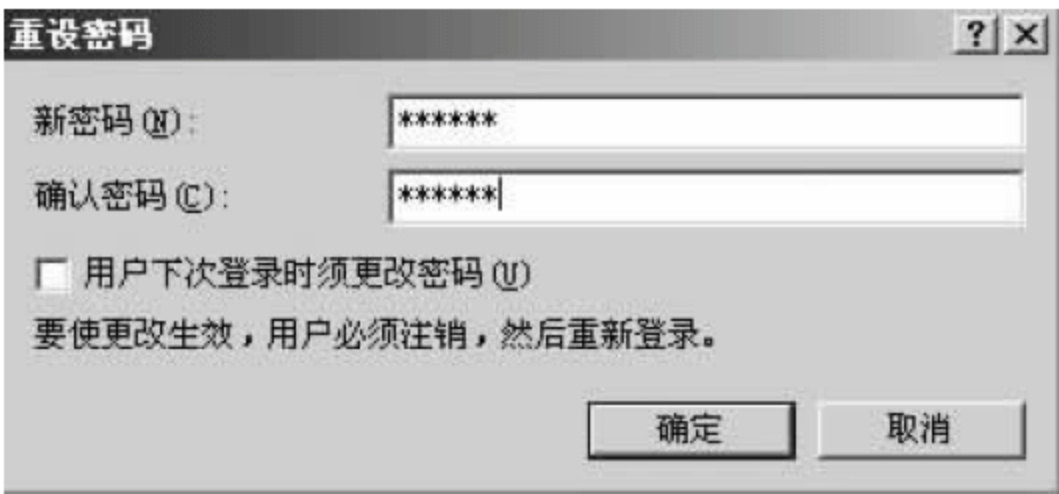 重设密码
新密码(N):
******
确认密码(C):
******
用户下次登录时须更改密码(U)
要使更改生效，用户必须注销，然后重新登录。
确定
取消